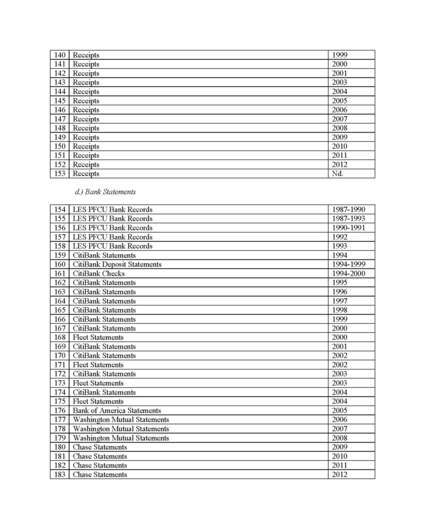 140 Receipts 1999
141 Receipts 2000
142 Receipts 2001
143 Receipts 2003
144 Receipts 2004
145 Receipts 2005
146 Receipts 2006
147 Receipts 2007
148 Receipts 2008
149 Receipts 2009
150 Receipts 2010
151 Receipts 2011
152 Receipts 2012
153 Receipts Nd.
d.) Bank Statements
154 LES PFCU Bank Records 1987-1990
155 LES PFCU Bank Records 1987-1993
156 LES PFCU Bank Records 1990-1991
157 LES PFCU Bank Records 1992
158 LES PFCU Bank Records 1993
159 CitiBank Statements 1994
160 CitiBank Deposit Statements 1994-1999
161 CitiBank Checks 1994-2000
162 CitiBank Statements 1995
163 CitiBank Statements 1996
164 CitiBank Statements 1997
165 CitiBank Statements 1998
166 CitiBank Statements 1999
167 CitiBank Statements 2000
168 Fleet Statements 2000
169 CitiBank Statements 2001
170 CitiBank Statements 2002
171 Fleet Statements 2002
172 CitiBank Statements 2003
173 Fleet Statements 2003
174 CitiBank Statements 2004
175 Fleet Statements 2004
176 Bank of America Statements 2005
177 Washington Mutual Statements 2006
178 Washington Mutual Statements 2007
179 Washington Mutual Statements 2008
180 Chase Statements 2009
181 Chase Statements 2010
182 Chase Statements 2011
183 Chase Statements 2012